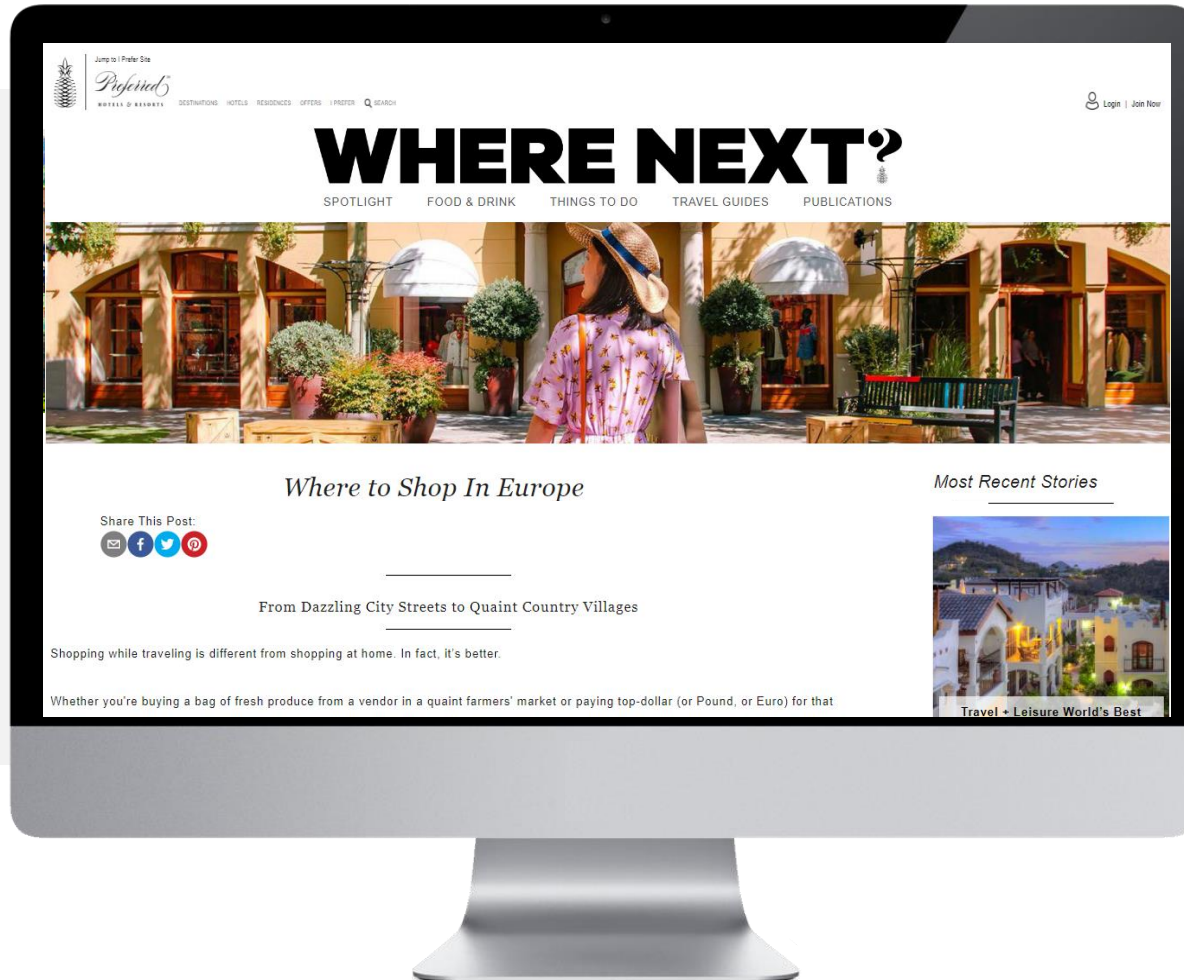 Jump to I Prefer Site
Preferred™
HOTELS & RESORTS
DESTINATIONS HOTELS RESIDENCES OFFERS I PREFER SEARCH
Login | Join Now
WHERE NEXT?
SPOTLIGHT FOOD & DRINK THINGS TO DO TRAVEL GUIDES PUBLICATIONS
Where to Shop In Europe
Share This Post:
From Dazzling City Streets to Quaint Country Villages
Shopping while traveling is different from shopping at home. In fact, it's better.
Whether you're buying a bag of fresh produce from a vendor in a quaint farmers' market or paying top-dollar (or Pound, or Euro) for that
Most Recent Stories
Travel + Leisure World's Best